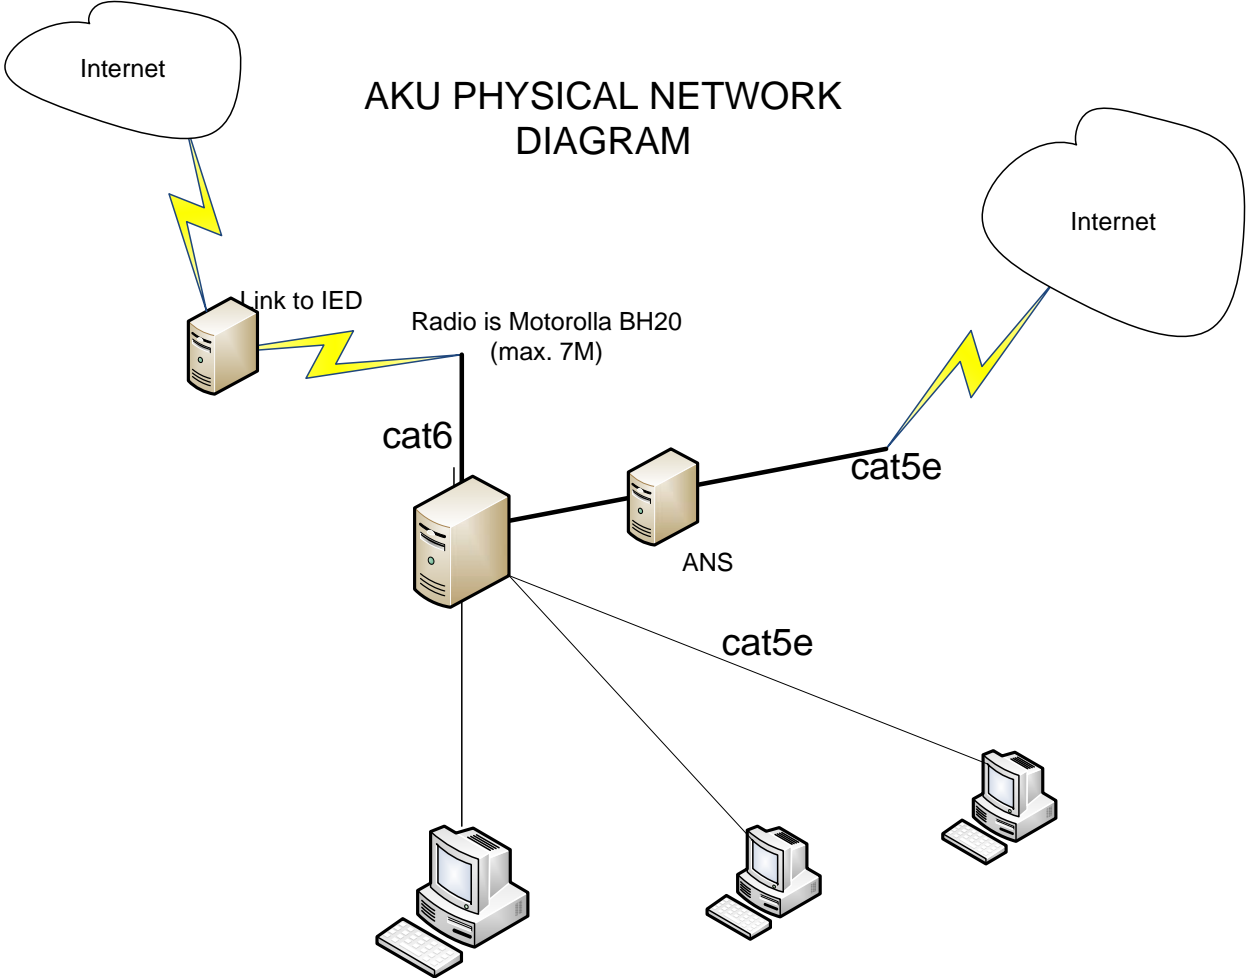 Internet
AKU PHYSICAL NETWORK
DIAGRAM
Internet
Link to IED
Radio is Motorolla BH20
(max. 7M)
cat6
cat5e
ANS
cat5e